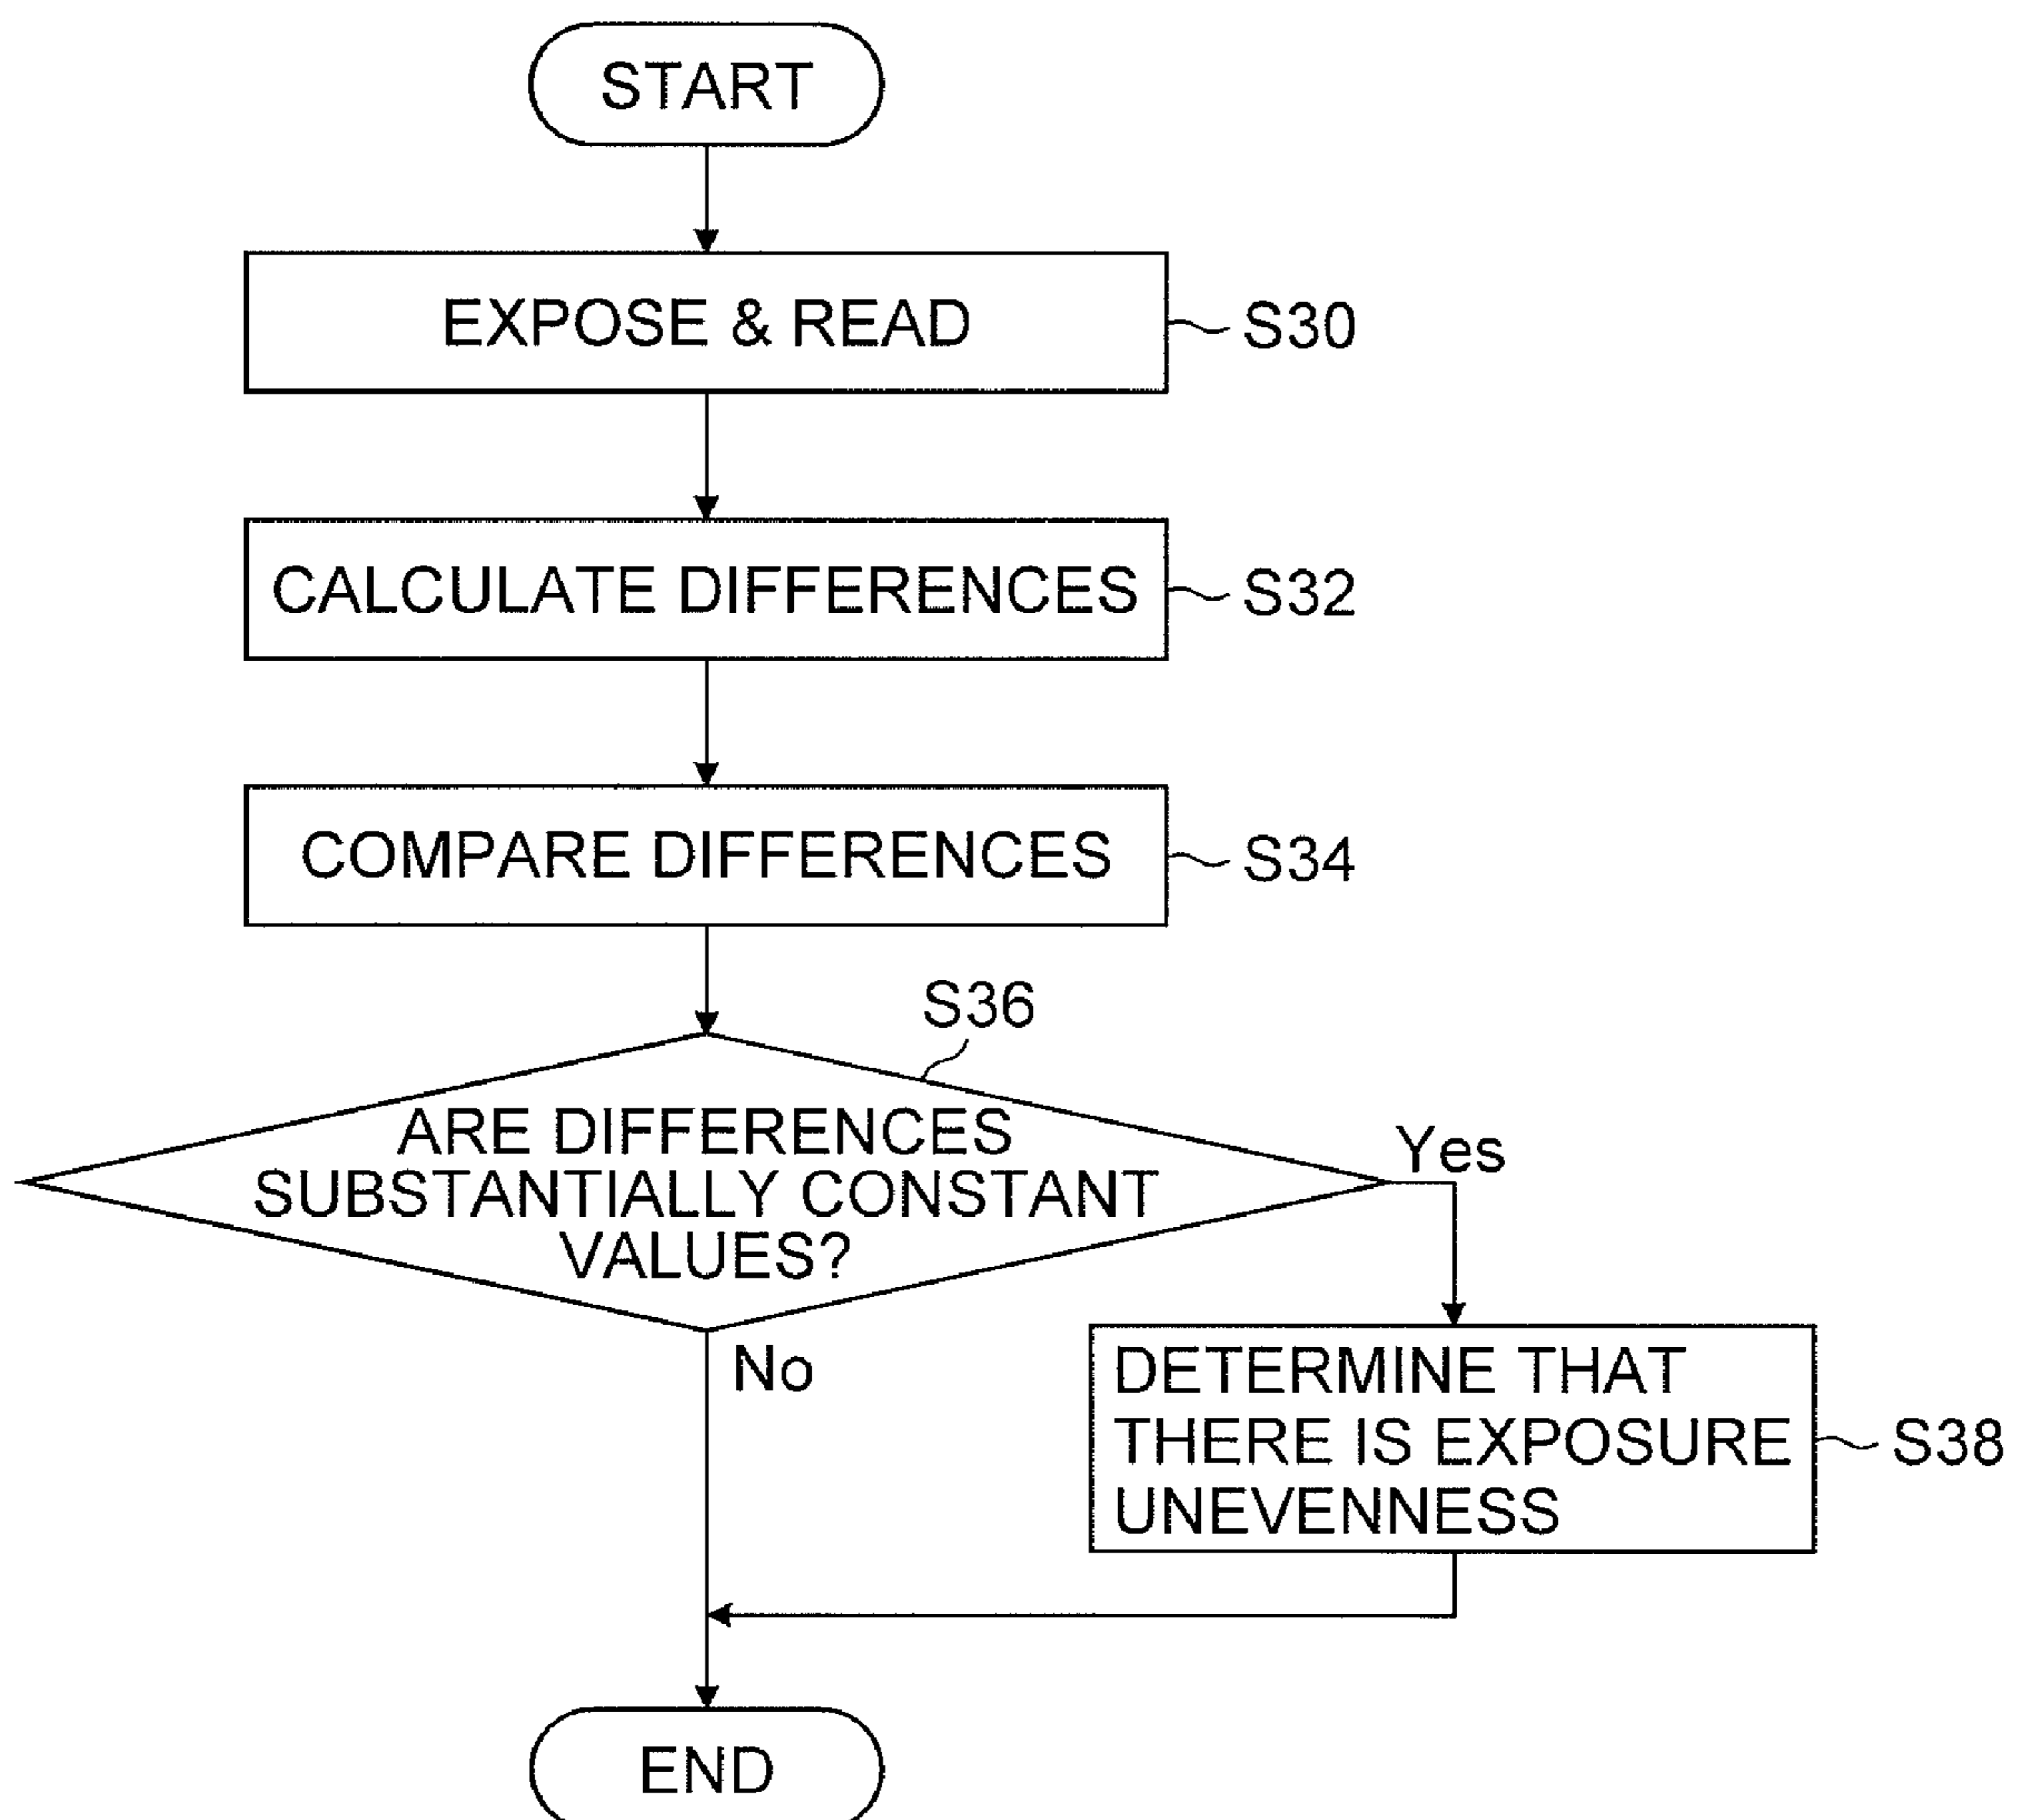 START
EXPOSE & READ
S30
CALCULATE DIFFERENCES
S32
COMPARE DIFFERENCES
S34
S36
ARE DIFFERENCES
SUBSTANTIALLY CONSTANT
VALUES?
Yes
No
DETERMINE THAT
THERE IS EXPOSURE
UNEVENNESS
S38
END